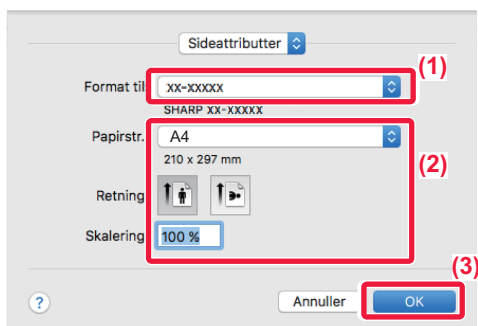 Sideattributter
(1)
Format til: xx-xxxxx
SHARP xx-xxxxx
Papirstr. A4
210 x 297 mm
(2)
Retning
Skalering 100 %
(3)
? Annuller OK